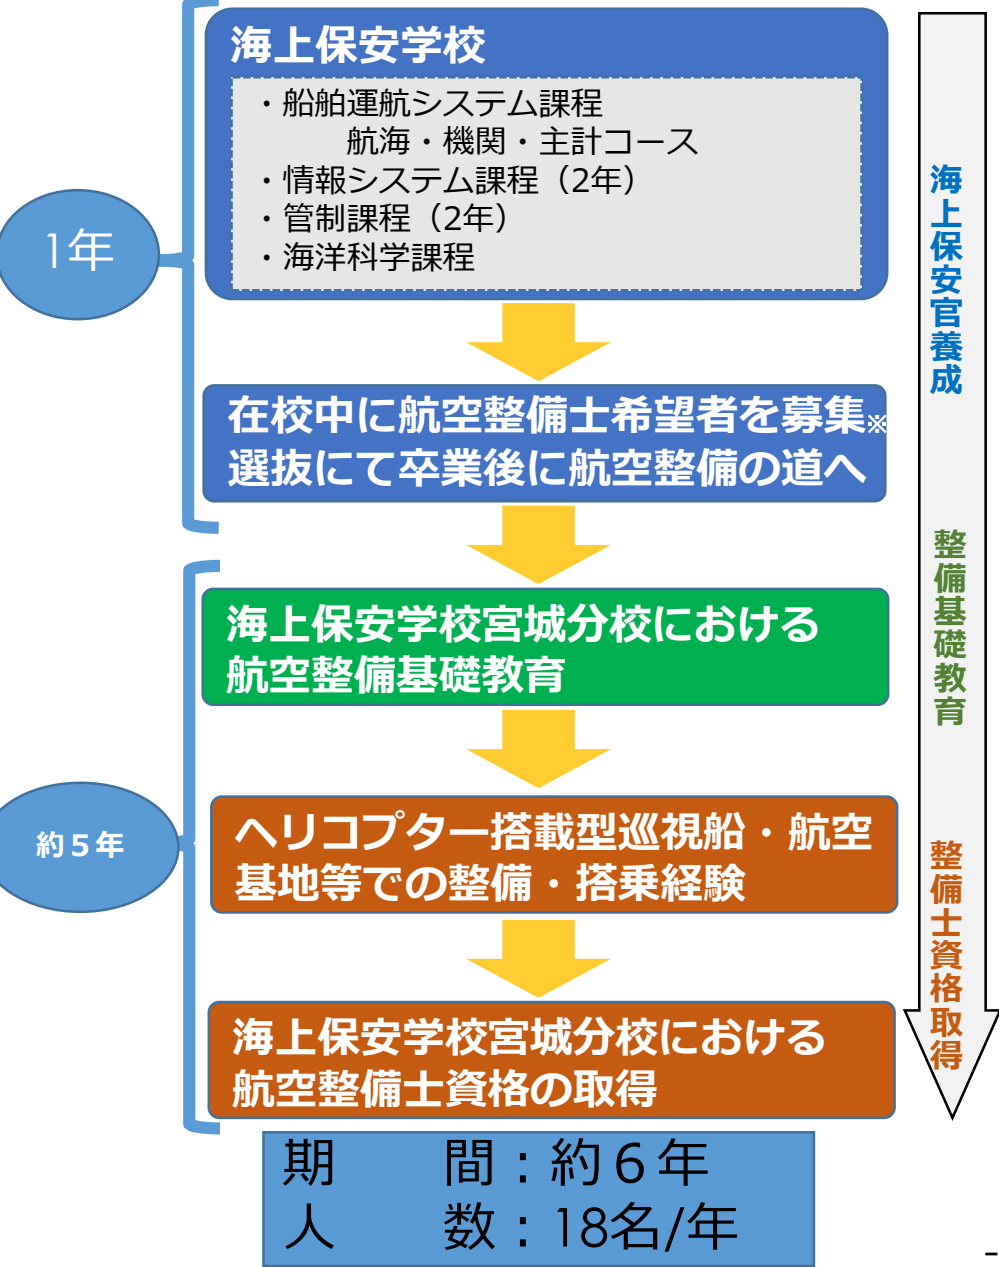 海上保安学校
・船舶運航システム課程
航海・機関・主計コース
・情報システム課程（2年）
・管制課程（2年）
・海洋科学課程
1年
在校中に航空整備士希望者を募集※
選抜にて卒業後に航空整備の道へ
海上保安学校宮城分校における
航空整備基礎教育
約５年
ヘリコプター搭載型巡視船・航空
基地等での整備・搭乗経験
海上保安学校宮城分校における
航空整備士資格の取得
期　　間：約６年
人　　数：18名/年
海上保安官養成
整備基礎教育
整備士資格取得